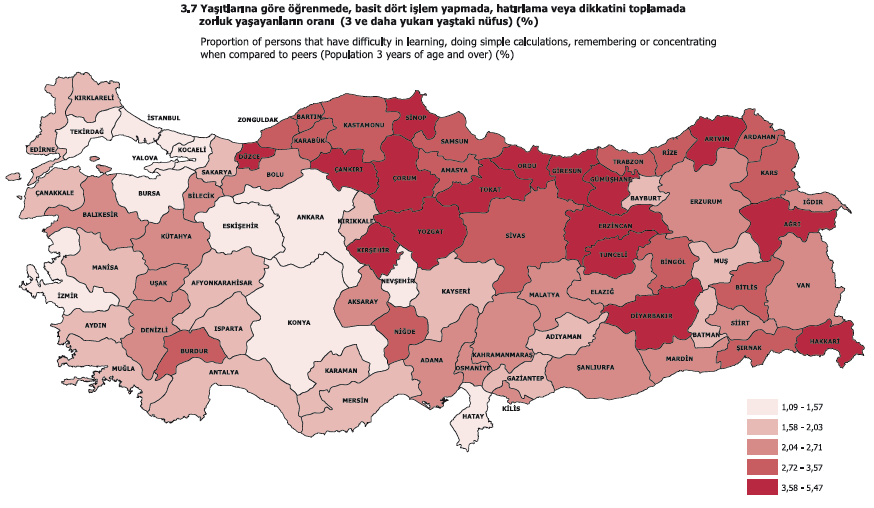 3.7 Yaşıtlarına göre öğrenmede, basit dört işlem yapmada, hatırlama veya dikkatini toplamada
zorluk yaşayanların oranı (3 ve daha yukarı yaştaki nüfus) (%)
Proportion of persons that have difficulty in learning, doing simple calculations, remembering or concentrating
when compared to peers (Population 3 years of age and over) (%)
KIRKLARELİ
İSTANBUL
TEKİRDAĞ
EDİRNE
YALOVA
KOCAELİ
SAKARYA
DÜZCE
ZONGULDAK
BARTIN
KARABÜK
KASTAMONU
SİNOP
SAMSUN
BOLU
ÇANKIRI
ÇORUM
AMASYA
TOKAT
ORDU
GİRESUN
GÜMÜŞHANE
TRABZON
RİZE
ARTVİN
ARDAHAN
KARS
BAYBURT
ERZURUM
IĞDIR
AĞRI
ÇANAKKALE
BURSA
BİLECİK
BALIKESİR
KÜTAHYA
ESKİŞEHİR
ANKARA
KIRIKKALE
KIRŞEHİR
YOZGAT
SİVAS
ERZİNCAN
TUNCELİ
BİNGÖL
MUŞ
MANİSA
UŞAK
AFYONKARAHİSAR
İZMİR
NEVŞEHİR
KAYSERİ
AKSARAY
MALATYA
ELAZIĞ
BİTLİS
VAN
AYDIN
DENİZLİ
ISPARTA
BURDUR
KONYA
NİĞDE
DİYARBAKIR
BATMAN
SİİRT
ŞIRNAK
HAKKARİ
MUĞLA
ANTALYA
KARAMAN
MERSİN
ADANA
KAHRAMANMARAŞ
OSMANİYE
ADIYAMAN
GAZİANTEP
KİLİS
ŞANLIURFA
MARDİN
HATAY
1,09 - 1,57
1,58 - 2,03
2,04 - 2,71
2,72 - 3,57
3,58 - 5,47